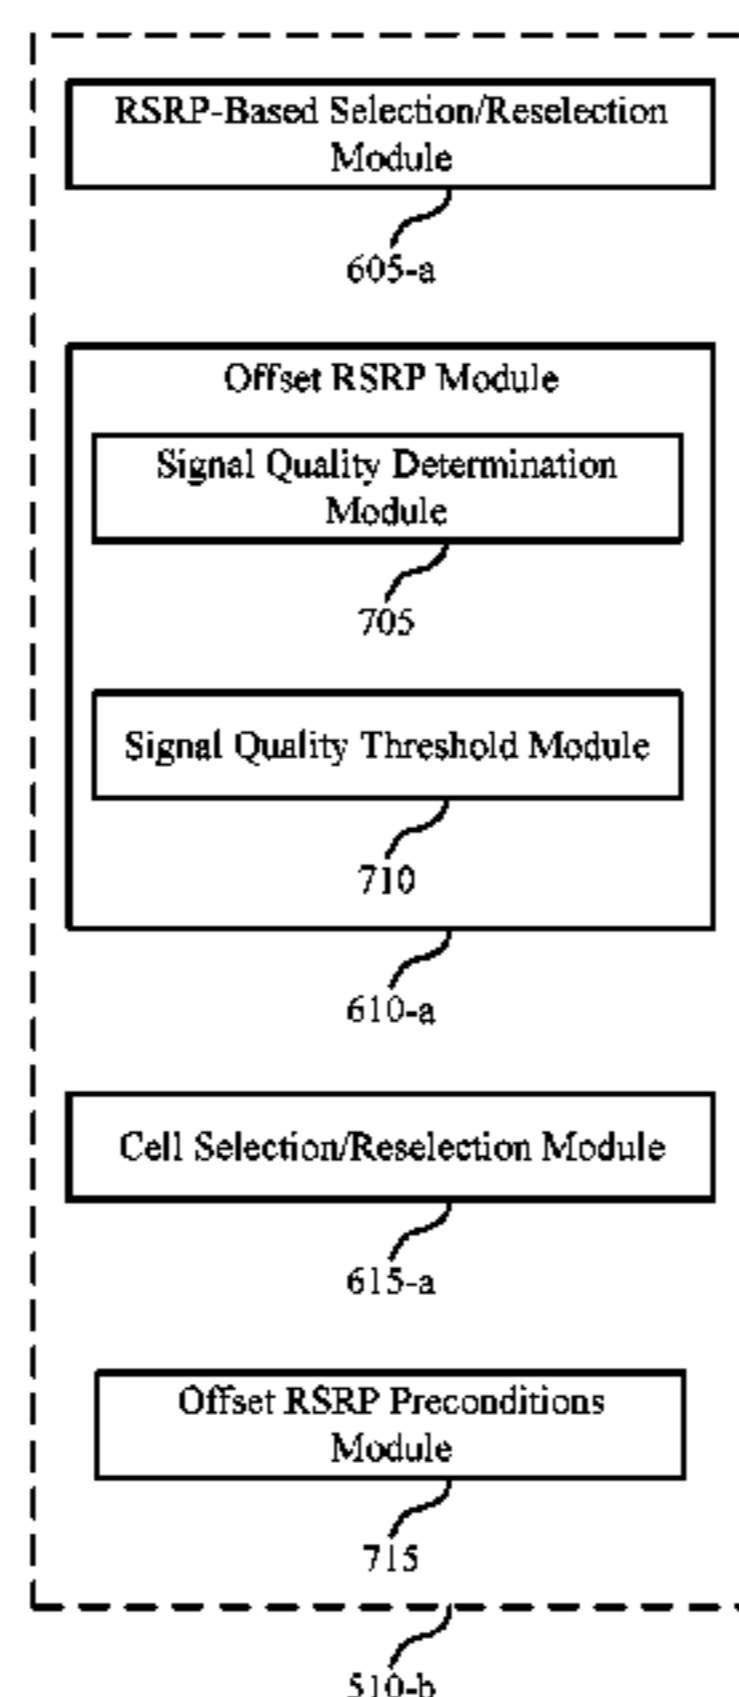 RSRP-Based Selection/Reselection
Module
605-a
Offset RSRP Module
Signal Quality Determination
Module
705
Signal Quality Threshold Module
710
610-a
Cell Selection/Reselection Module
615-a
Offset RSRP Preconditions
Module
715
510-b